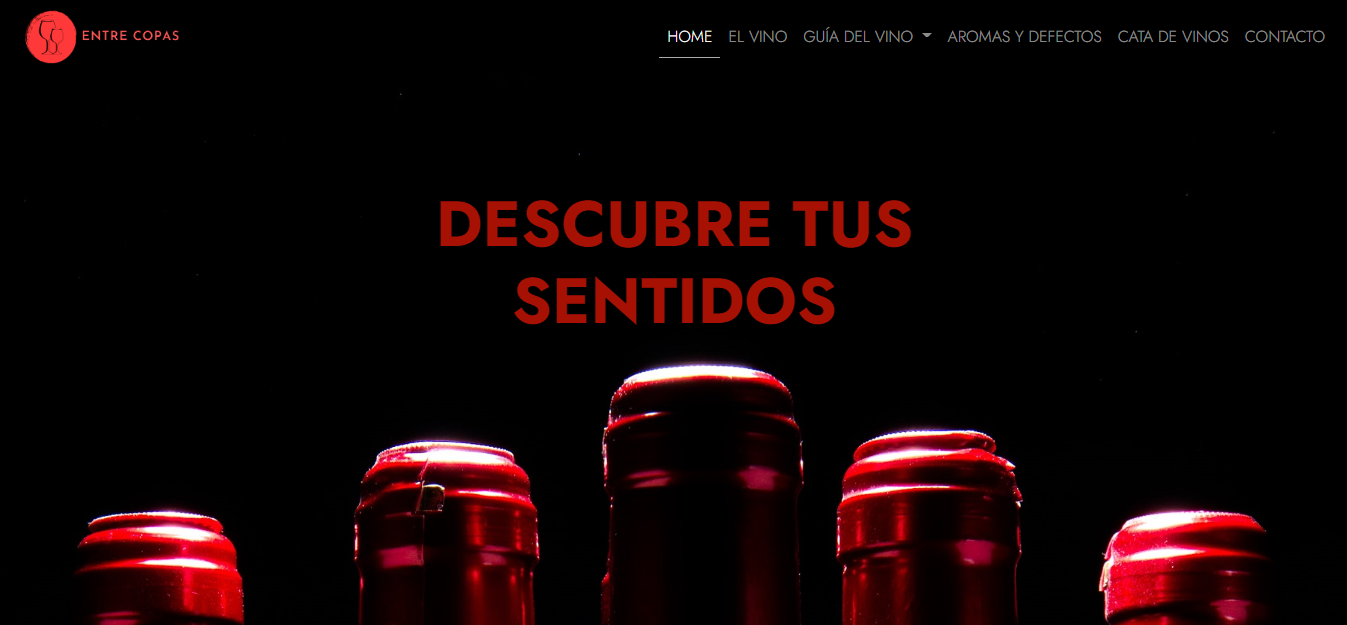 ENTRE COPAS
HOME EL VINO GUÍA DEL VINO AROMAS Y DEFECTOS CATA DE VINOS CONTACTO
DESCUBRE TUS
SENTIDOS